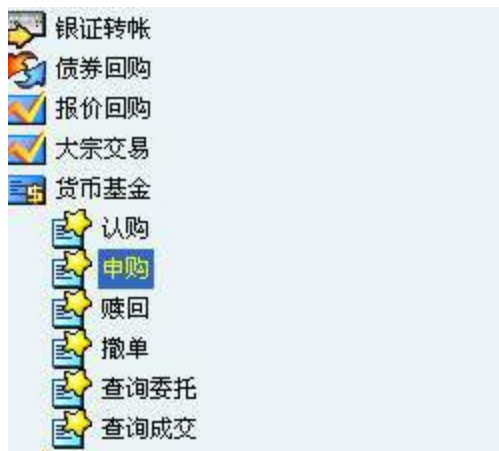 银证转帐
债券回购
报价回购
大宗交易
货币基金
认购
申购
赎回
撤单
查询委托
查询成交